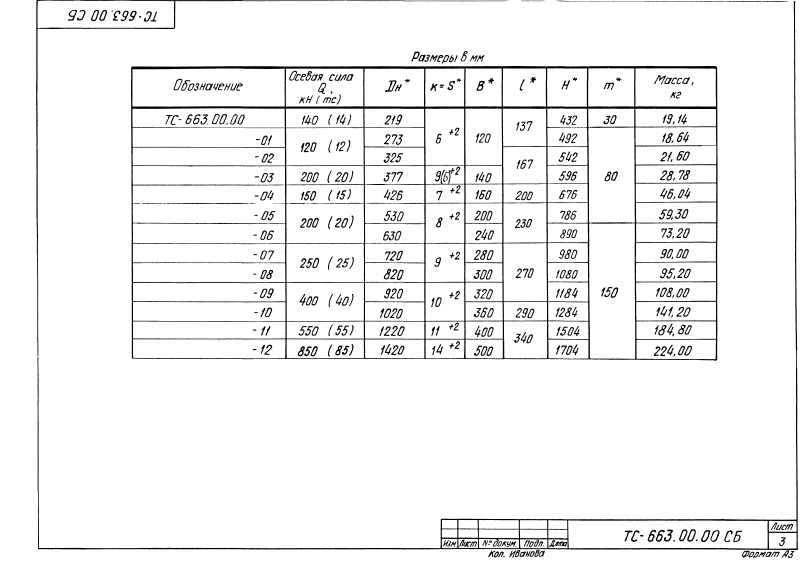 ТС-663.00 СБ
Размеры в мм
Обозначение Осевая сила Q, кН (тс) Dн* к=S* В* l* Н* m* Масса, кг
ТС-663.00.00 140 (14) 219 6 +2 120 137 432 30 19,14
-01 120 (12) 273 492 80 18,64
-02 325 167 542 21,60
-03 200 (20) 377 9(6)+2 140 596 28,78
-04 150 (15) 426 7 +2 160 200 676 46,04
-05 200 (20) 530 8 +2 200 230 786 59,30
-06 630 240 890 150 73,20
-07 250 (25) 720 9 +2 280 270 980 90,00
-08 820 300 1080 95,20
-09 400 (40) 920 10 +2 320 1184 108,00
-10 1020 360 290 1284 141,20
-11 550 (55) 1220 11 +2 400 340 1504 184,80
-12 850 (85) 1420 14 +2 500 1704 224,00
ТС-663.00.00 СБ
Лист
3
Изм. Лист № докум. Подп. Дата
Коп. Иванова Формат А3